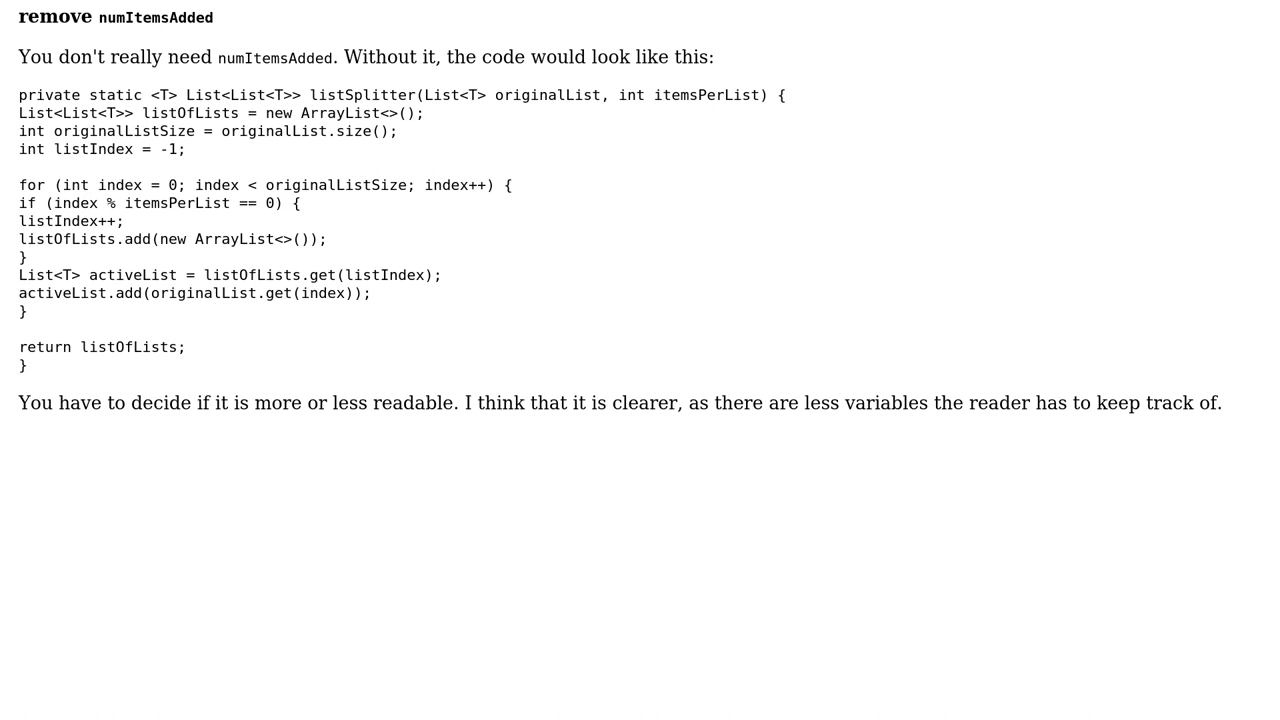 remove numItemsAdded
You don't really need numItemsAdded. Without it, the code would look like this:
private static <T> List<List<T>> listSplitter(List<T> originalList, int itemsPerList) {
List<List<T>> listOfLists = new ArrayList<>();
int originalListSize = originalList.size();
int listIndex = -1;
for (int index = 0; index < originalListSize; index++) {
if (index % itemsPerList == 0) {
listIndex++;
listOfLists.add(new ArrayList<>());
}
List<T> activeList = listOfLists.get(listIndex);
activeList.add(originalList.get(index));
}
return listOfLists;
}
You have to decide if it is more or less readable. I think that it is clearer, as there are less variables the reader has to keep track of.